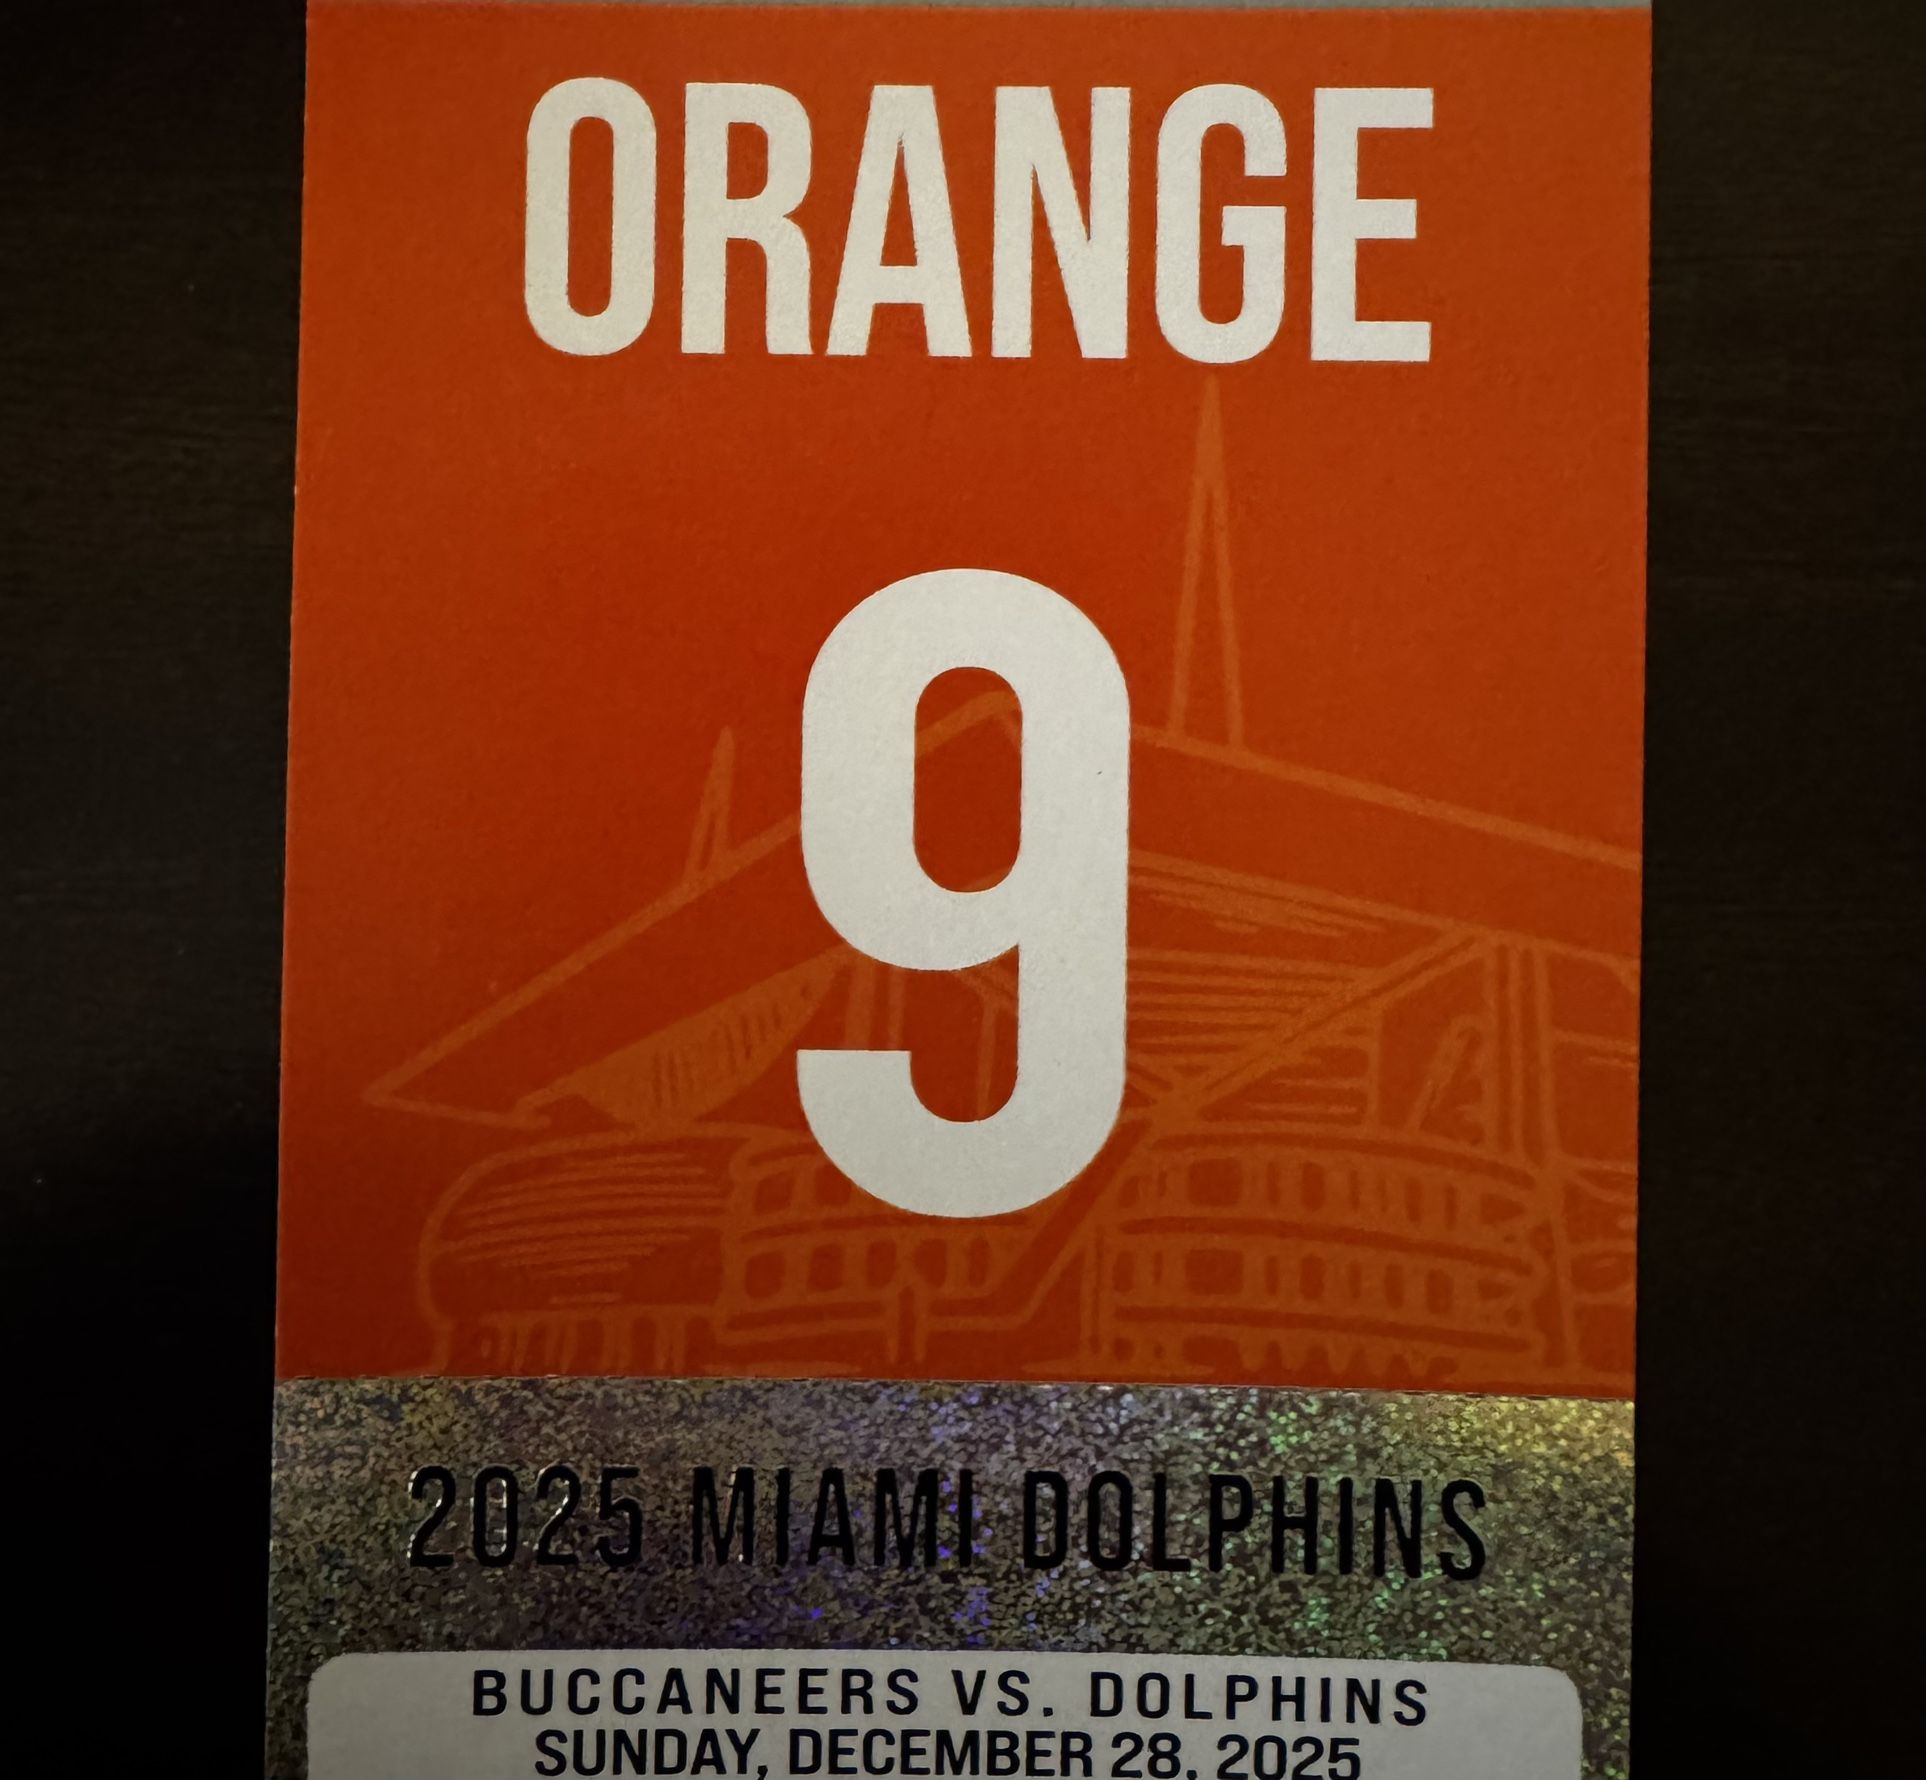 ORANGE
9
2025 MIAMI DOLPHINS
BUCCANEERS VS. DOLPHINS
SUNDAY, DECEMBER 28, 2025